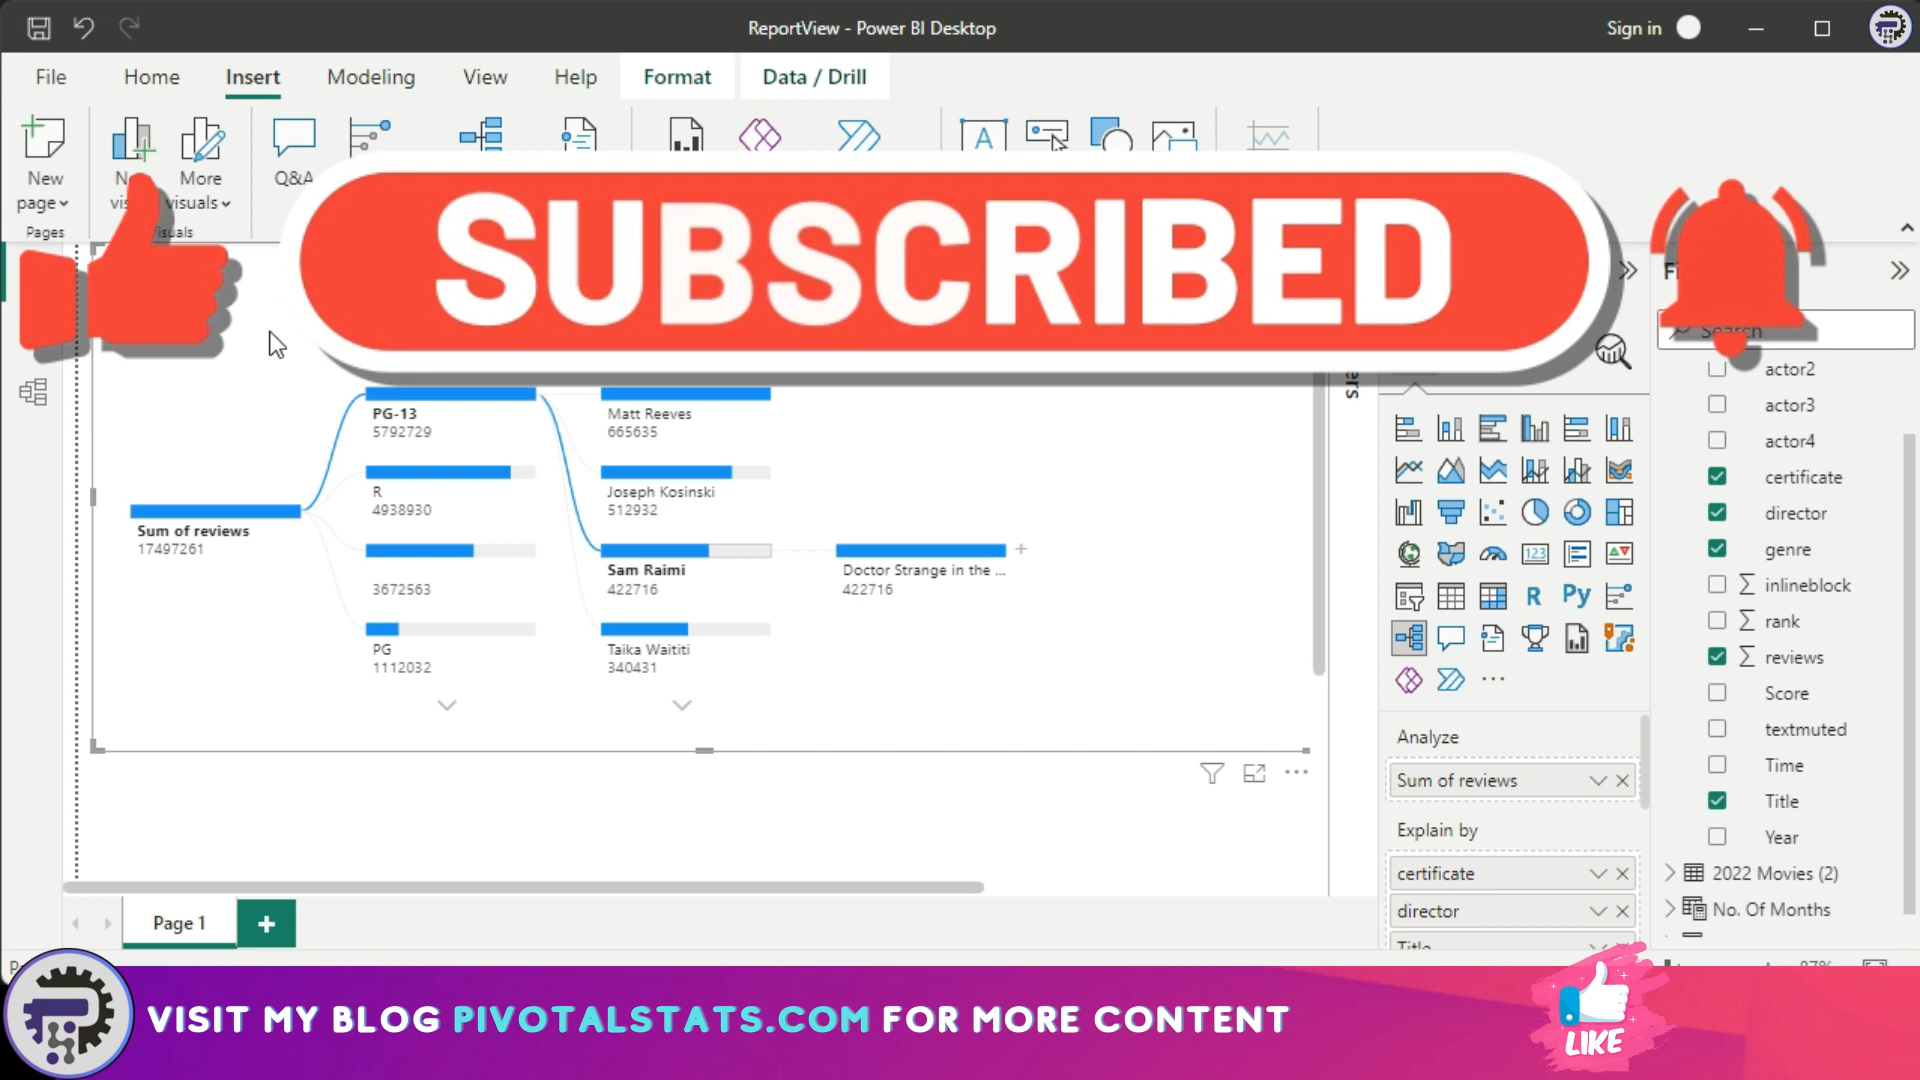 ReportView - Power BI Desktop
Sign in
File
Home
Insert
Modeling
View
Help
Format
Data / Drill
New
page
More
visuals
Q&A
Pages
SUBSCRIBED
Search
PG-13
5792729
R
4938930
3672563
PG
1112032
Sum of reviews
17497261
Matt Reeves
665635
Joseph Kosinski
512932
Sam Raimi
422716
Taika Waititi
340431
Doctor Strange in the ...
422716
123
R
Py
Analyze
Sum of reviews
Explain by
certificate
director
Title
actor2
actor3
actor4
certificate
director
genre
inlineblock
rank
reviews
Score
textmuted
Time
Title
Year
2022 Movies (2)
No. Of Months
Page 1
VISIT MY BLOG PIVOTALSTATS.COM FOR MORE CONTENT
LIKE